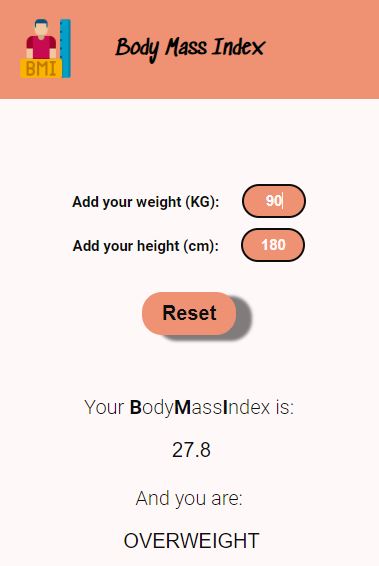 BMI
Body Mass Index
Add your weight (KG): 90
Add your height (cm): 180
Reset
Your BodyMassIndex is:
27.8
And you are:
OVERWEIGHT